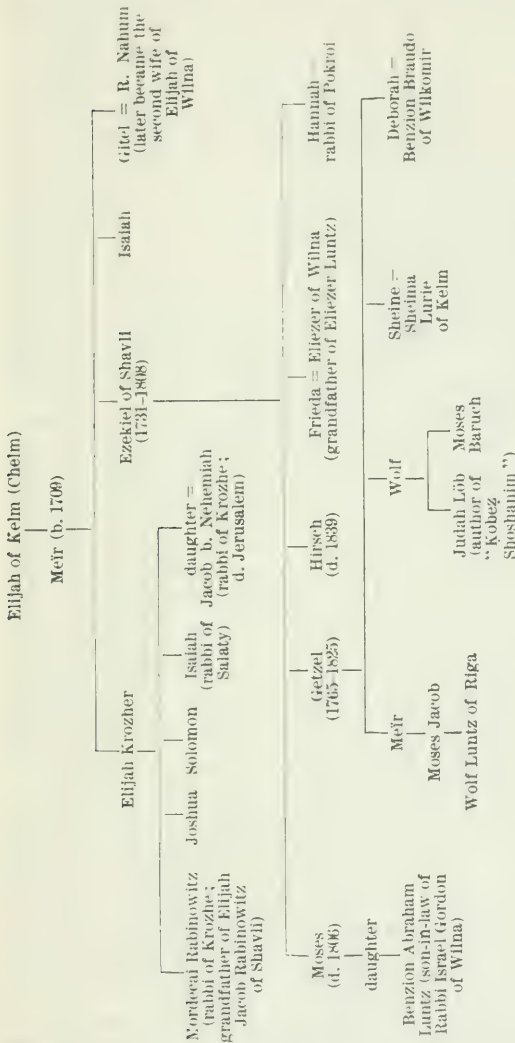 Elijah of Kelm (Chelm)
Meïr (b. 1709)
Elijah Krozher
Ezekiel of Shavli
(1731–1808)
Isaiah
Gitel = R. Nahum
(later became the
second wife of
Elijah of
Wilna)
Mordecai Rabinowitz
(rabbi of Krozhe;
grandfather of Elijah
Jacob Rabinowitz
of Shavli)
Joshua
Solomon
Isaiah
(rabbi of
Salaty)
daughter =
Jacob b. Nehemiah
(rabbi of Krozhe;
d. Jerusalem)
Moses
(d. 1806)
Getzel
(1765–1825)
Hirsch
(d. 1839)
Frieda = Eliezer of Wilna
(grandfather of Eliezer Luntz)
Hannah =
rabbi of Pokroi
daughter
Benzion Abraham
Luntz (son-in-law of
Rabbi Israel Gordon
of Wilna)
Meïr
Moses Jacob
Wolf Luntz of Riga
Wolf
Judah Löb
(author of
"Kobeẓ
Shoshanim")
Moses
Baruch
Sheine =
Sheima
Lurie
of Kelm
Deborah =
Benzion Braudo
of Wilkomir